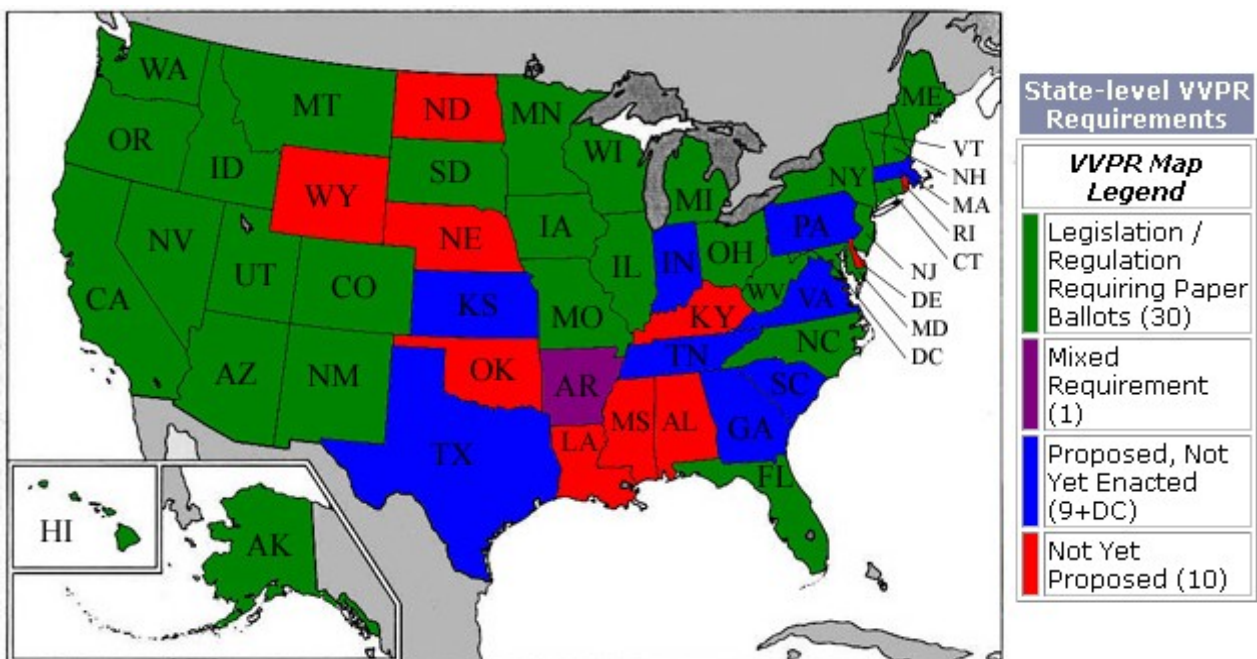 WA
MT
ND
MN
ME
OR
ID
SD
WI
NY
VT
NH
WY
MI
MA
IA
PA
RI
NV
NE
IL
IN
OH
NJ
CT
UT
CO
DE
CA
KS
MO
WV
VA
MD
KY
DC
AZ
NM
OK
AR
TN
NC
SC
MS
AL
GA
LA
TX
FL
HI
AK
State-level VVPR
Requirements
VVPR Map
Legend
Legislation /
Regulation
Requiring Paper
Ballots (30)
Mixed
Requirement
(1)
Proposed, Not
Yet Enacted
(9+DC)
Not Yet
Proposed (10)